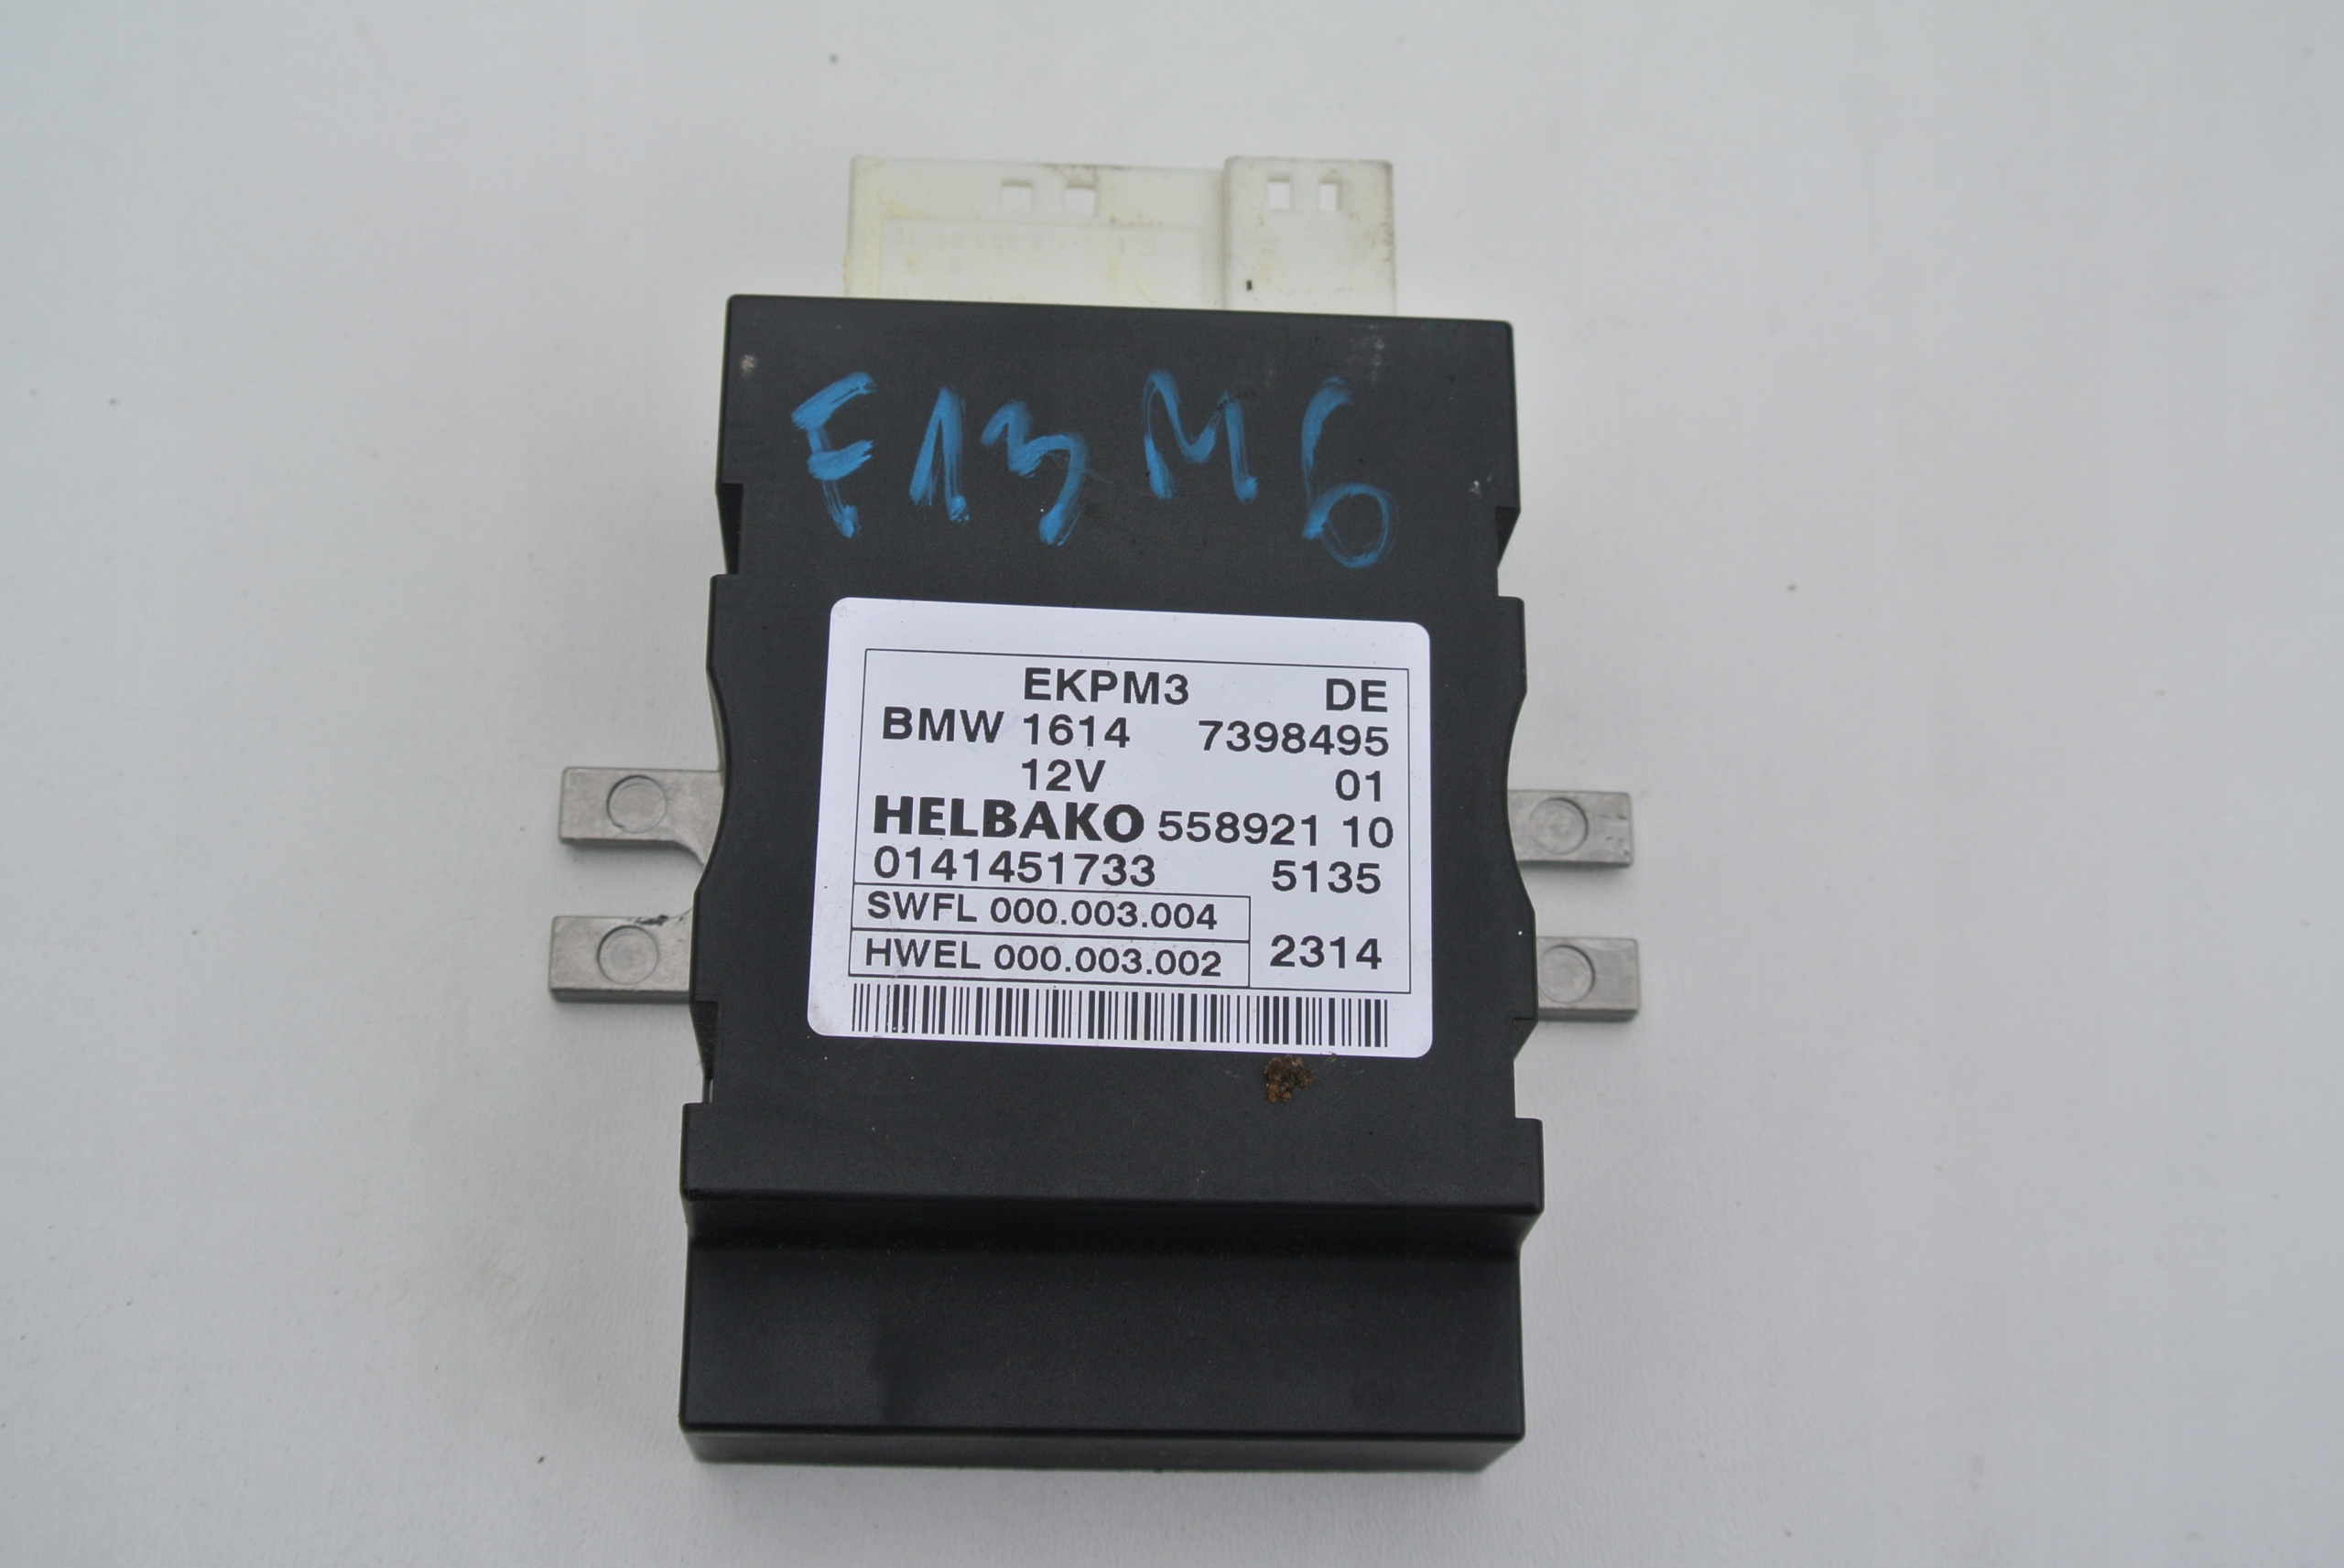 F13 M6
EKPM3 DE
BMW 1614 7398495
12V 01
HELBAKO 558921 10
0141451733 5135
SWFL 000.003.004
HWEL 000.003.002 2314